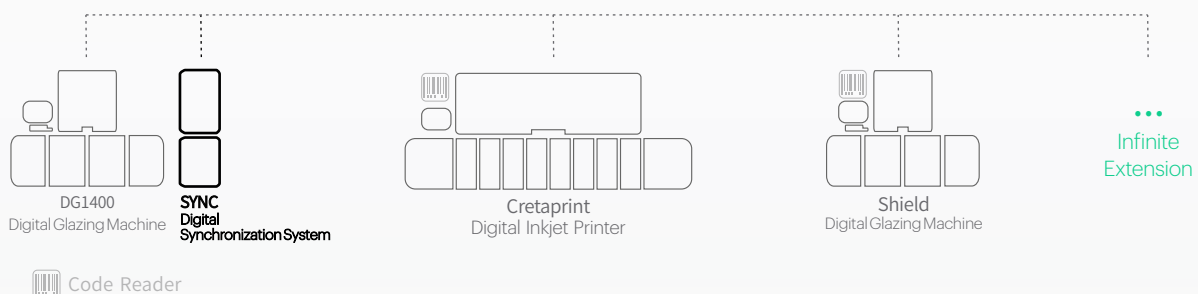 DG1400
Digital Glazing Machine
SYNC
Digital
Synchronization System
Cretaprint
Digital Inkjet Printer
Shield
Digital Glazing Machine
...
Infinite
Extension
Code Reader